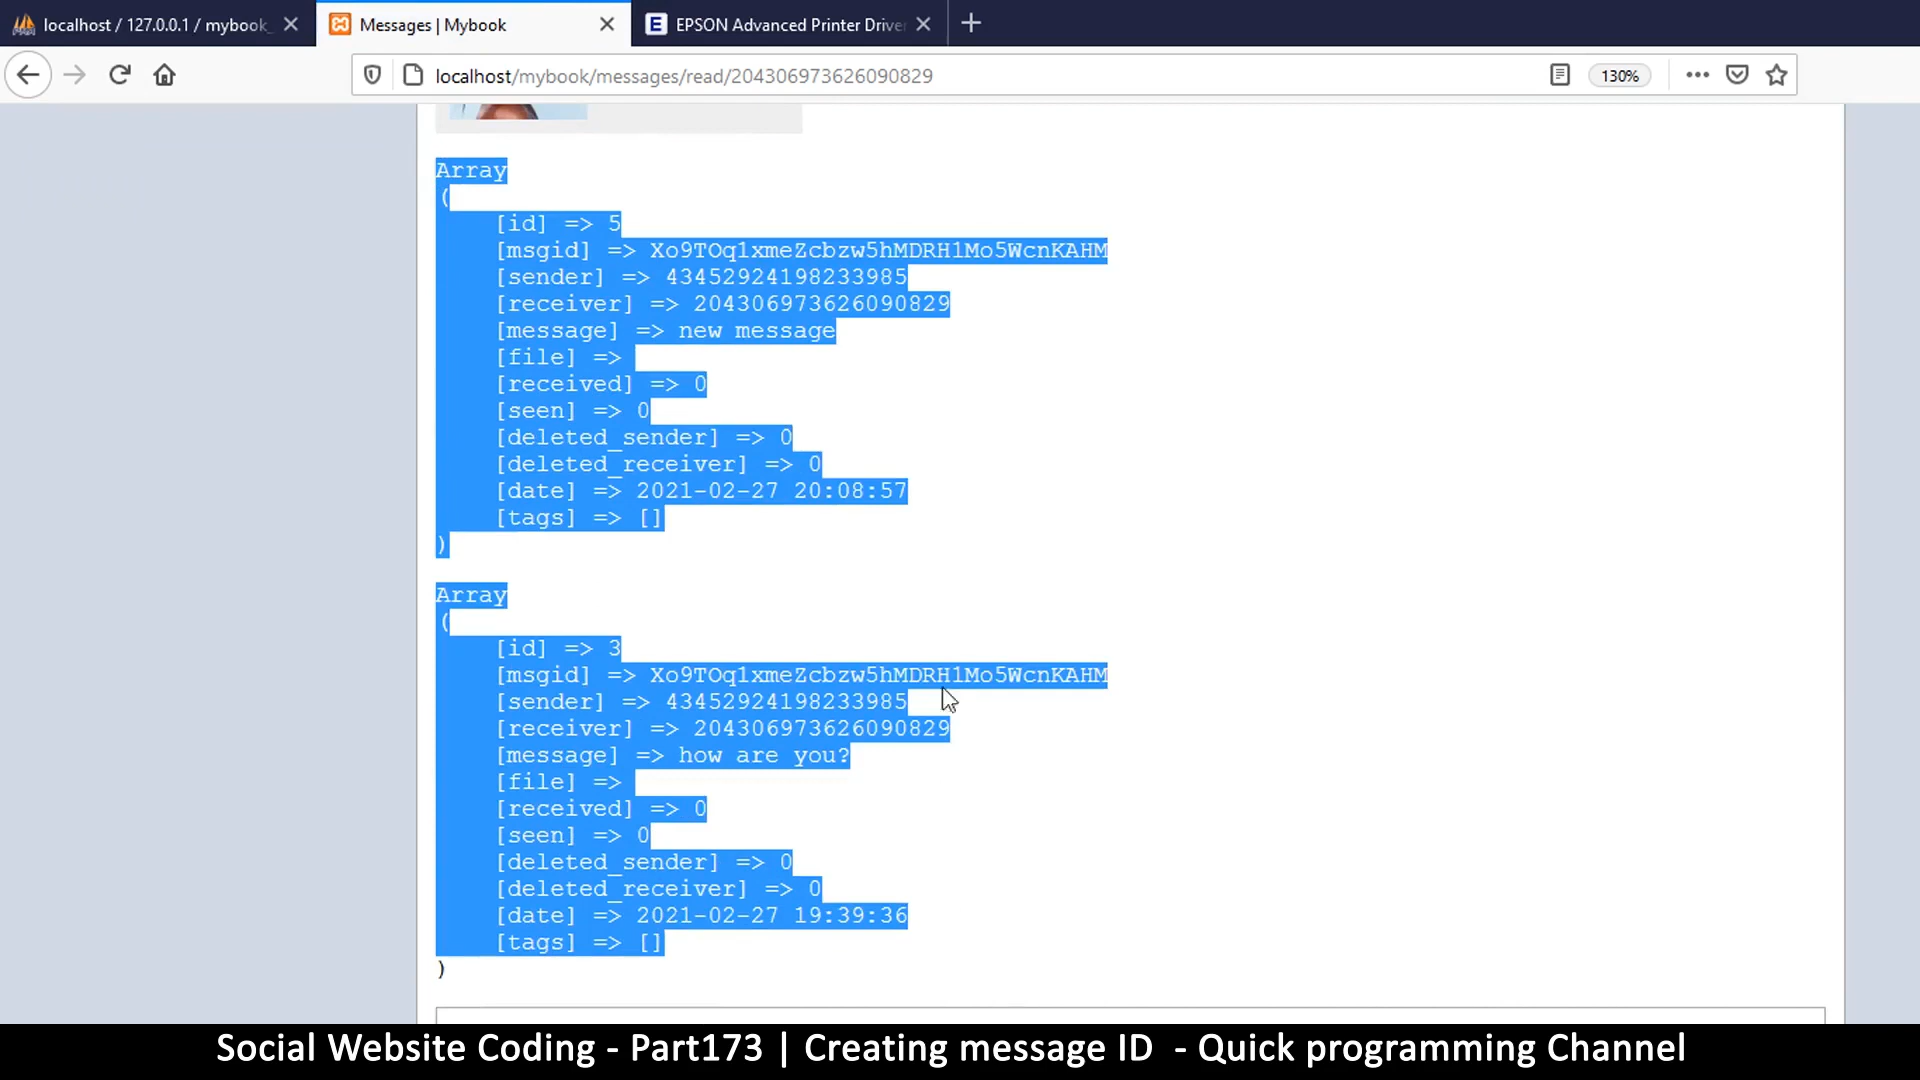 localhost / 127.0.0.1 / mybook_
Messages | Mybook
EPSON Advanced Printer Drive
localhost/mybook/messages/read/204306973626090829
130%
Array
(
[id] => 5
[msgid] => Xo9TOq1xmeZcbzw5hMDRH1Mo5WcnKAHM
[sender] => 43452924198233985
[receiver] => 204306973626090829
[message] => new message
[file] =>
[received] => 0
[seen] => 0
[deleted_sender] => 0
[deleted_receiver] => 0
[date] => 2021-02-27 20:08:57
[tags] => []
)
Array
(
[id] => 3
[msgid] => Xo9TOq1xmeZcbzw5hMDRH1Mo5WcnKAHM
[sender] => 43452924198233985
[receiver] => 204306973626090829
[message] => how are you?
[file] =>
[received] => 0
[seen] => 0
[deleted_sender] => 0
[deleted_receiver] => 0
[date] => 2021-02-27 19:39:36
[tags] => []
)
Social Website Coding - Part173 | Creating message ID - Quick programming Channel